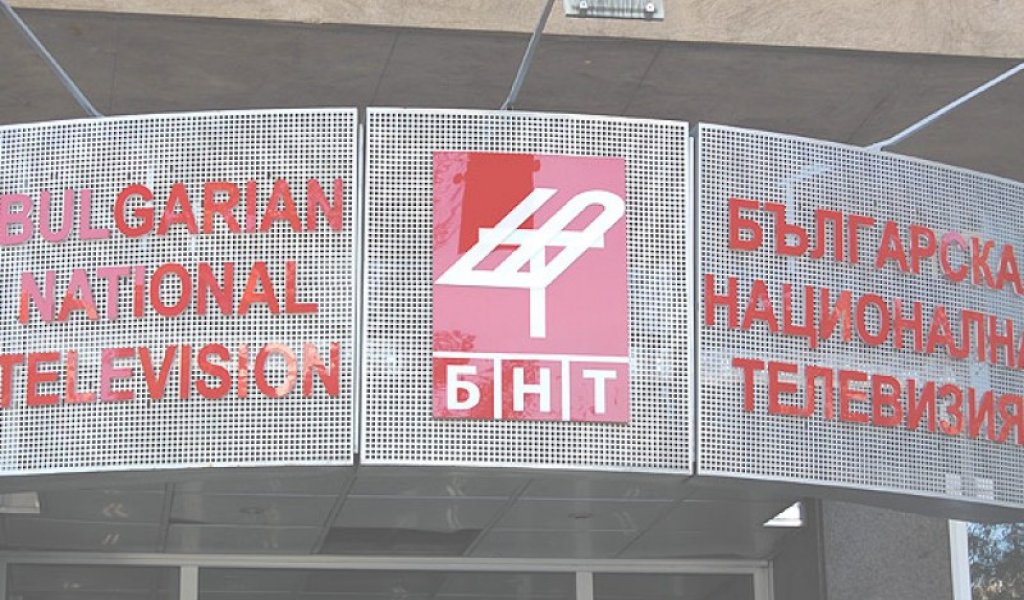 BULGARIAN
NATIONAL
TELEVISION
БНТ
БЪЛГАРСКА
НАЦИОНАЛНА
ТЕЛЕВИЗИЯ